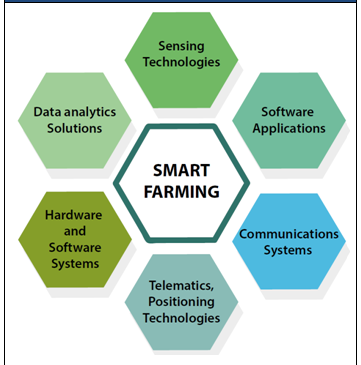 Sensing
Technologies
Data analytics
Solutions
Software
Applications
SMART
FARMING
Hardware
and
Software
Systems
Communications
Systems
Telematics,
Positioning
Technologies